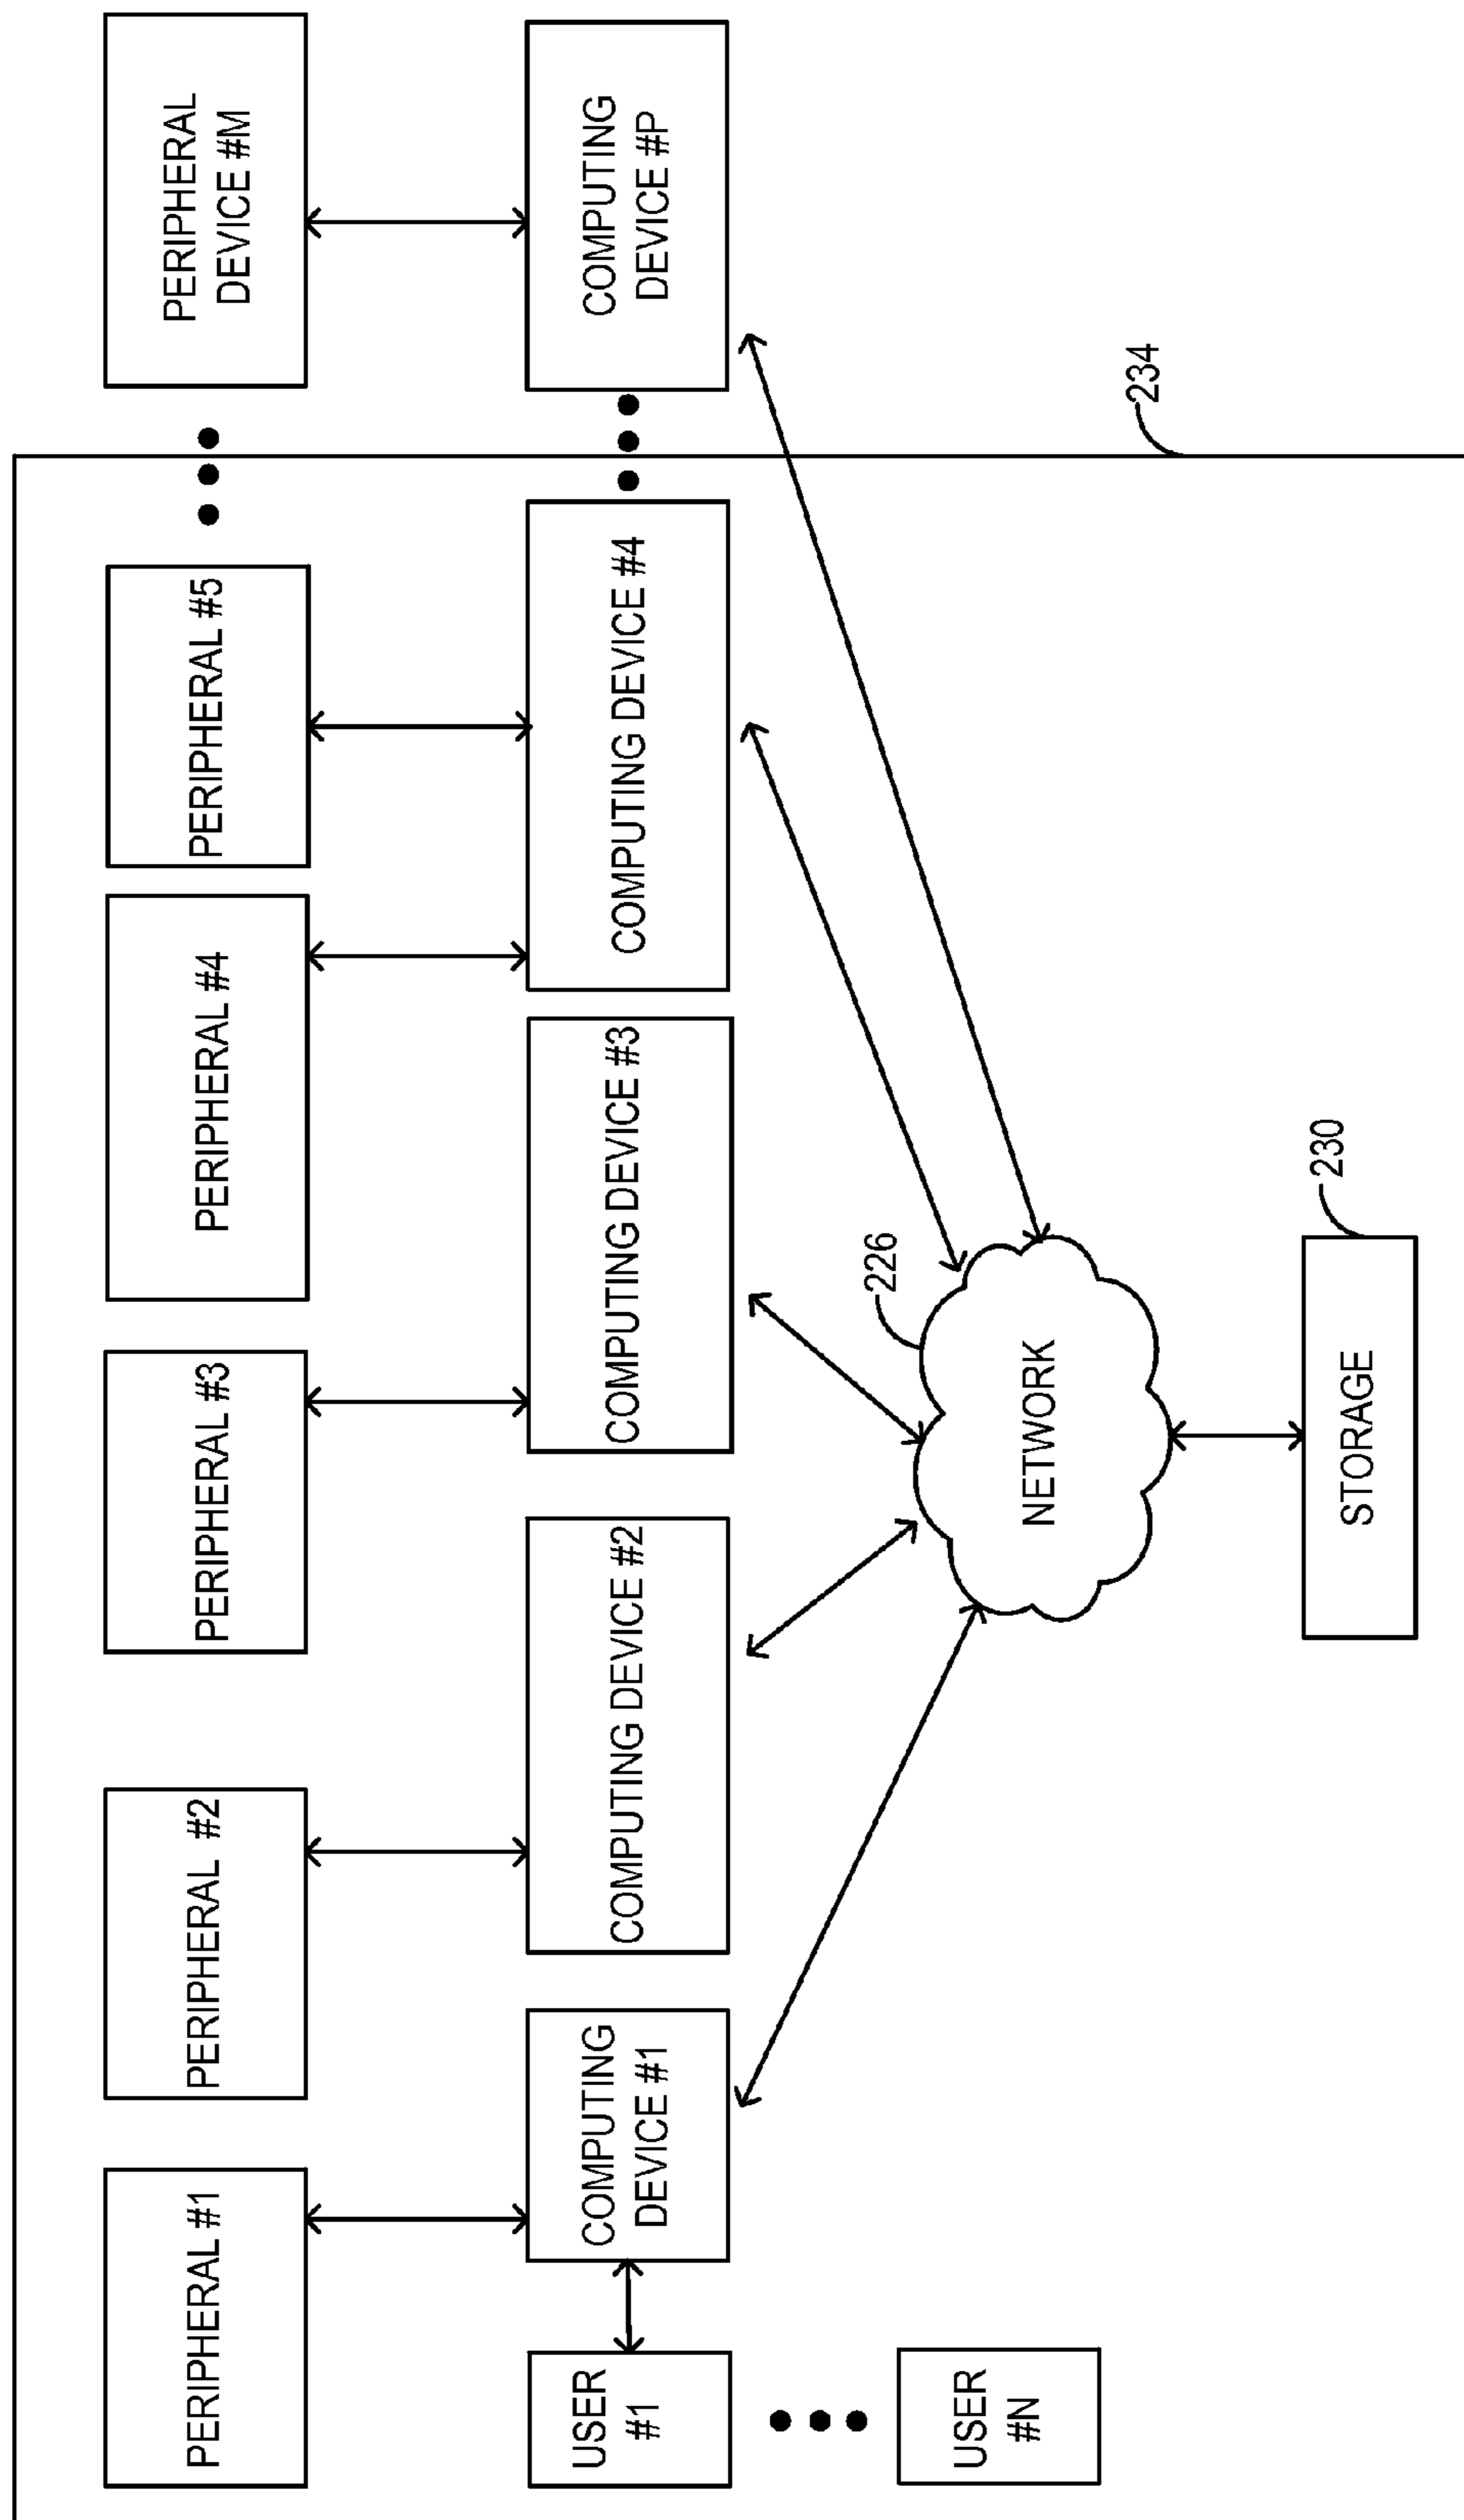 PERIPHERAL #1
PERIPHERAL #2
PERIPHERAL #3
PERIPHERAL #4
PERIPHERAL #5
PERIPHERAL
DEVICE #M
USER
#1
COMPUTING
DEVICE #1
COMPUTING DEVICE #2
COMPUTING DEVICE #3
COMPUTING DEVICE #4
COMPUTING
DEVICE #P
USER
#N
226
NETWORK
234
230
STORAGE